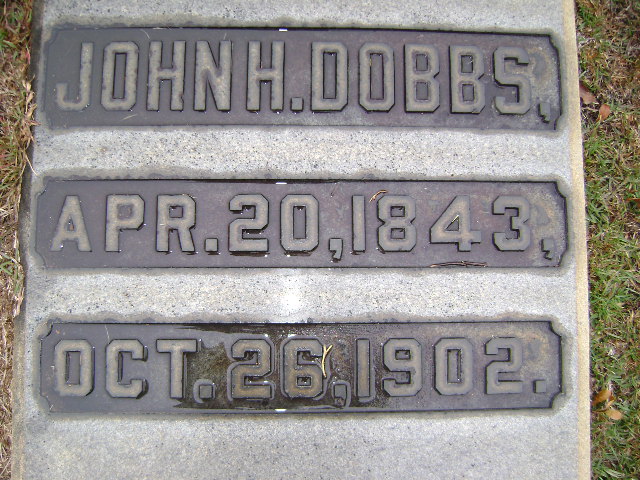 JOHN H. DOBBS,
APR. 20, 1843,
OCT. 26, 1902.